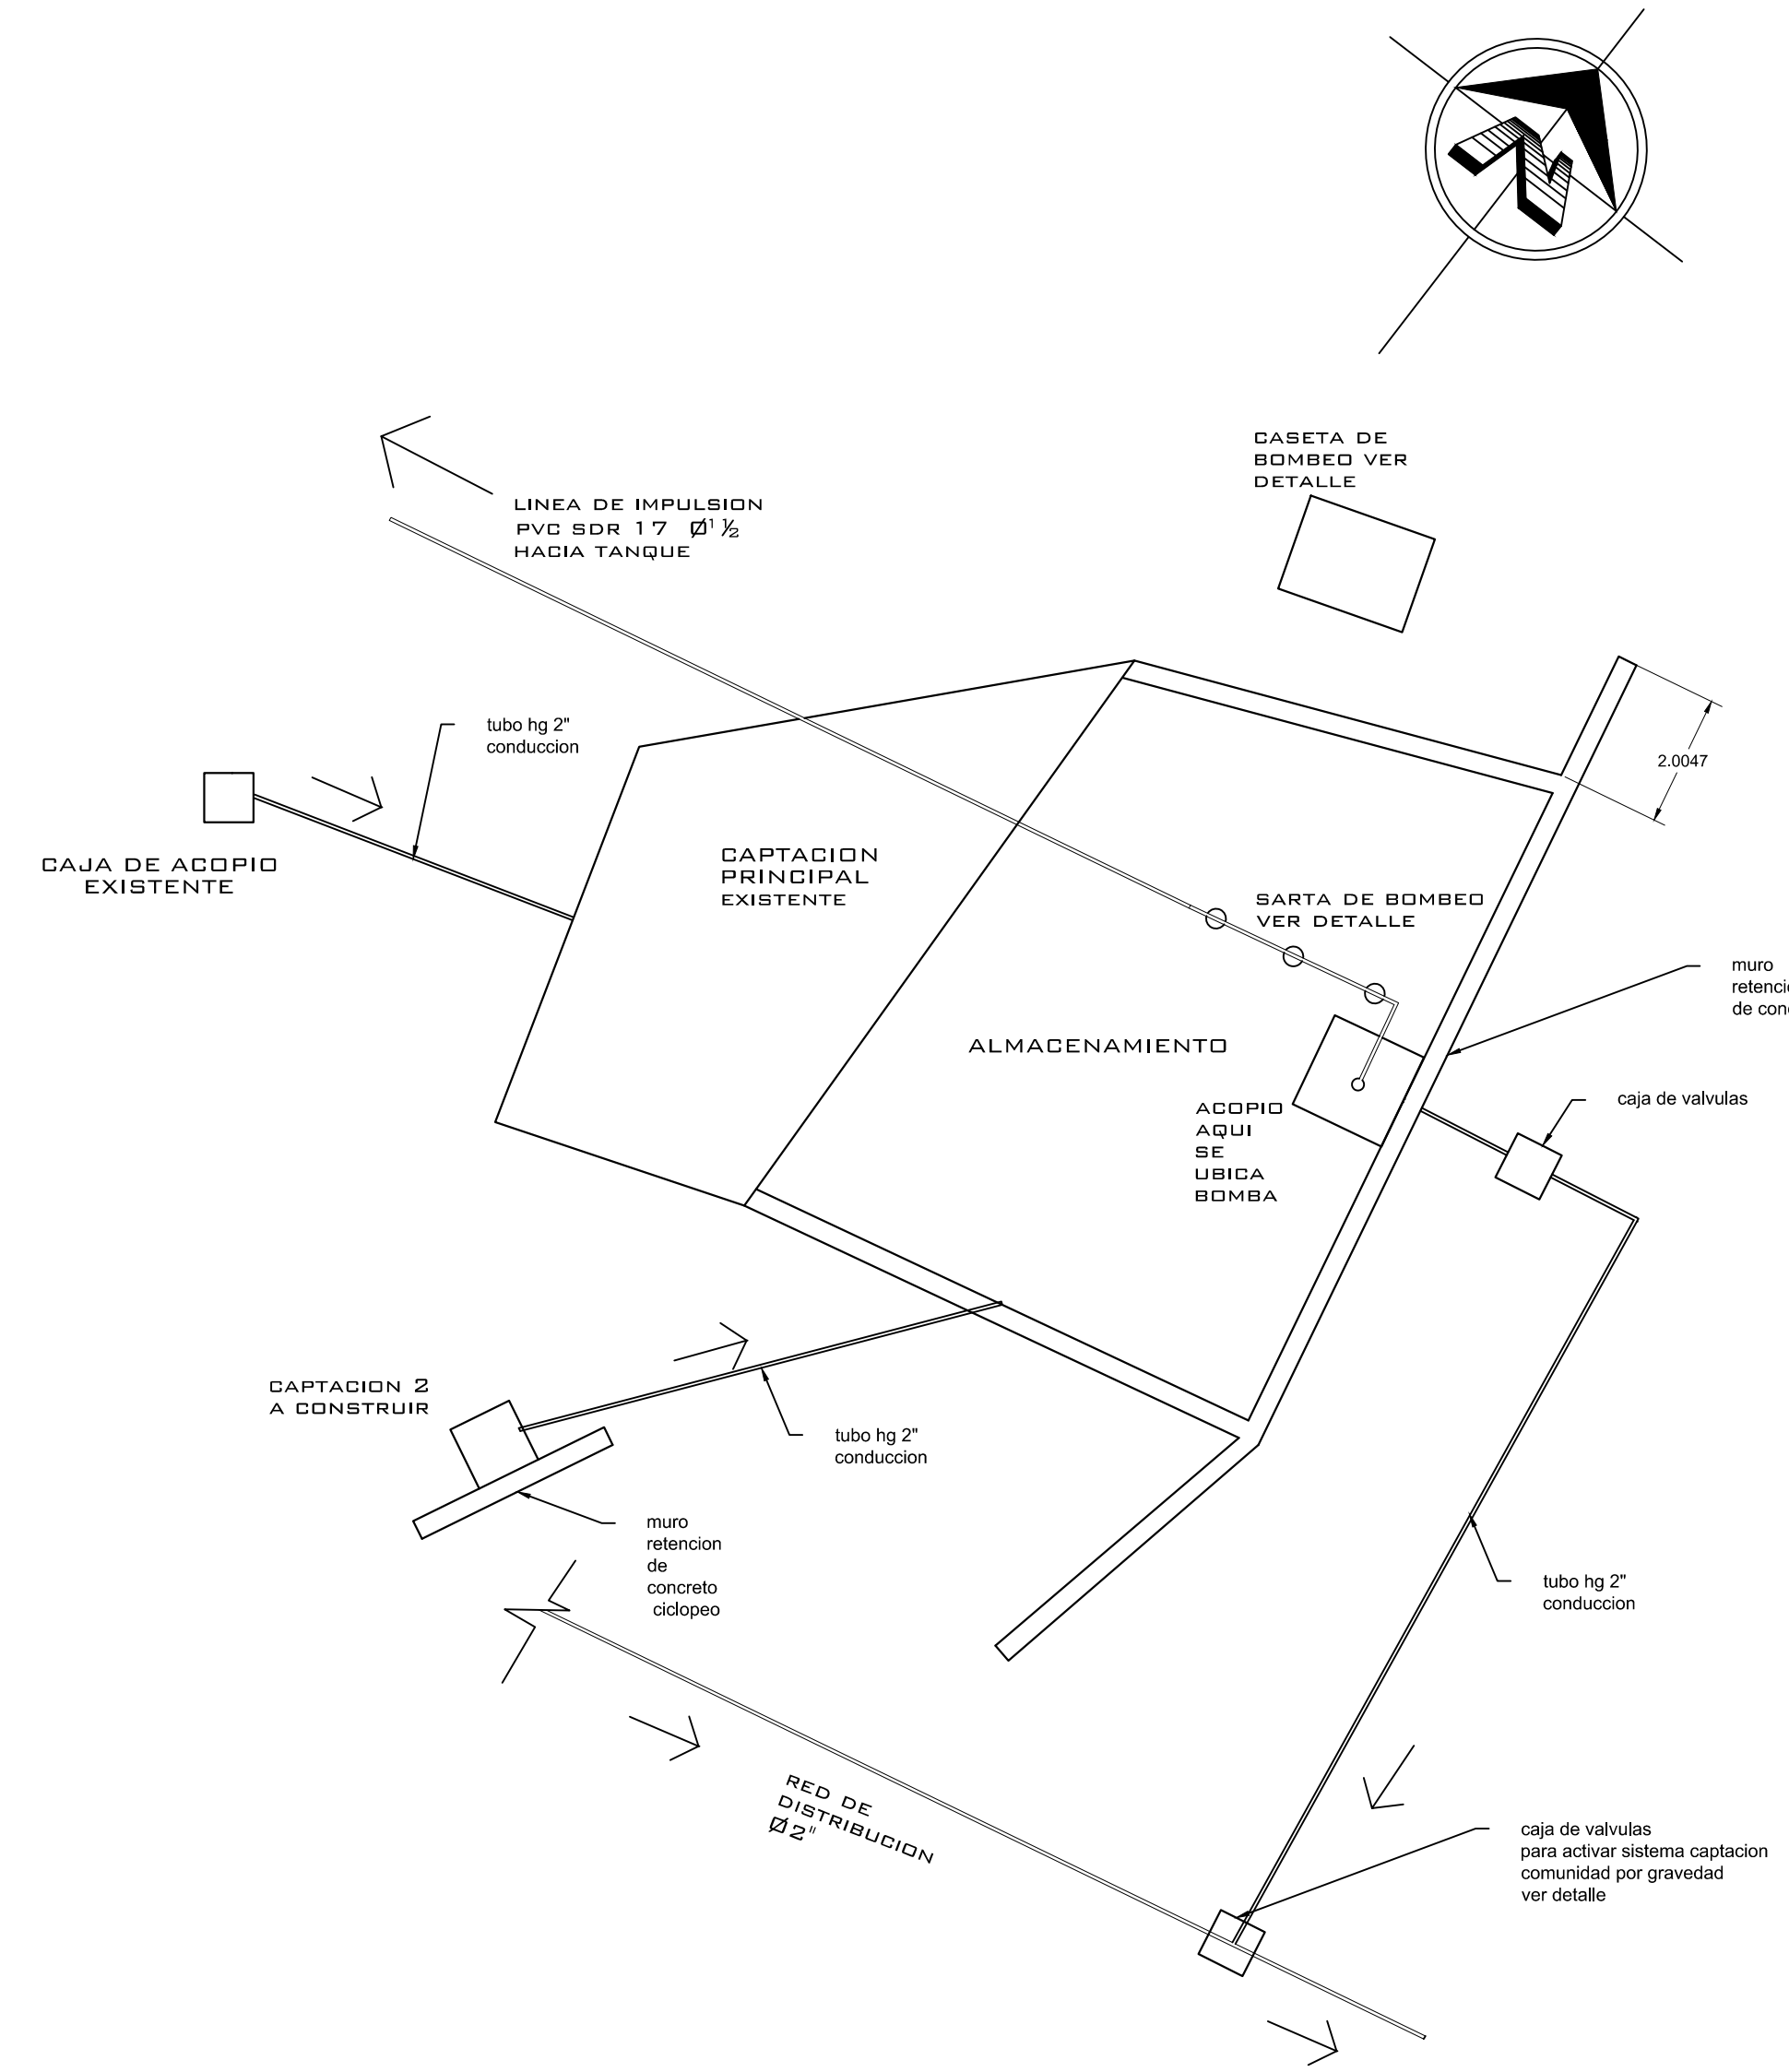 CASETA DE
BOMBEO VER
DETALLE
LINEA DE IMPULSION
PVC SDR 17 Ø1 ½
HACIA TANQUE
tubo hg 2"
conduccion
2.0047
CAJA DE ACOPIO
EXISTENTE
CAPTACION
PRINCIPAL
EXISTENTE
SARTA DE BOMBEO
VER DETALLE
muro
ALMACENAMIENTO
de
caja de valvulas
ACOPIO
AQUI
SE
UBICA
BOMBA
CAPTACION 2
A CONSTRUIR
tubo hg 2"
conduccion
muro
retencion
de
concreto
ciclopeo
tubo hg 2"
conduccion
RED DE
DISTRIBUCION
Ø2"
caja de valvulas
para activar sistema captacion
comunidad por gravedad
ver detalle